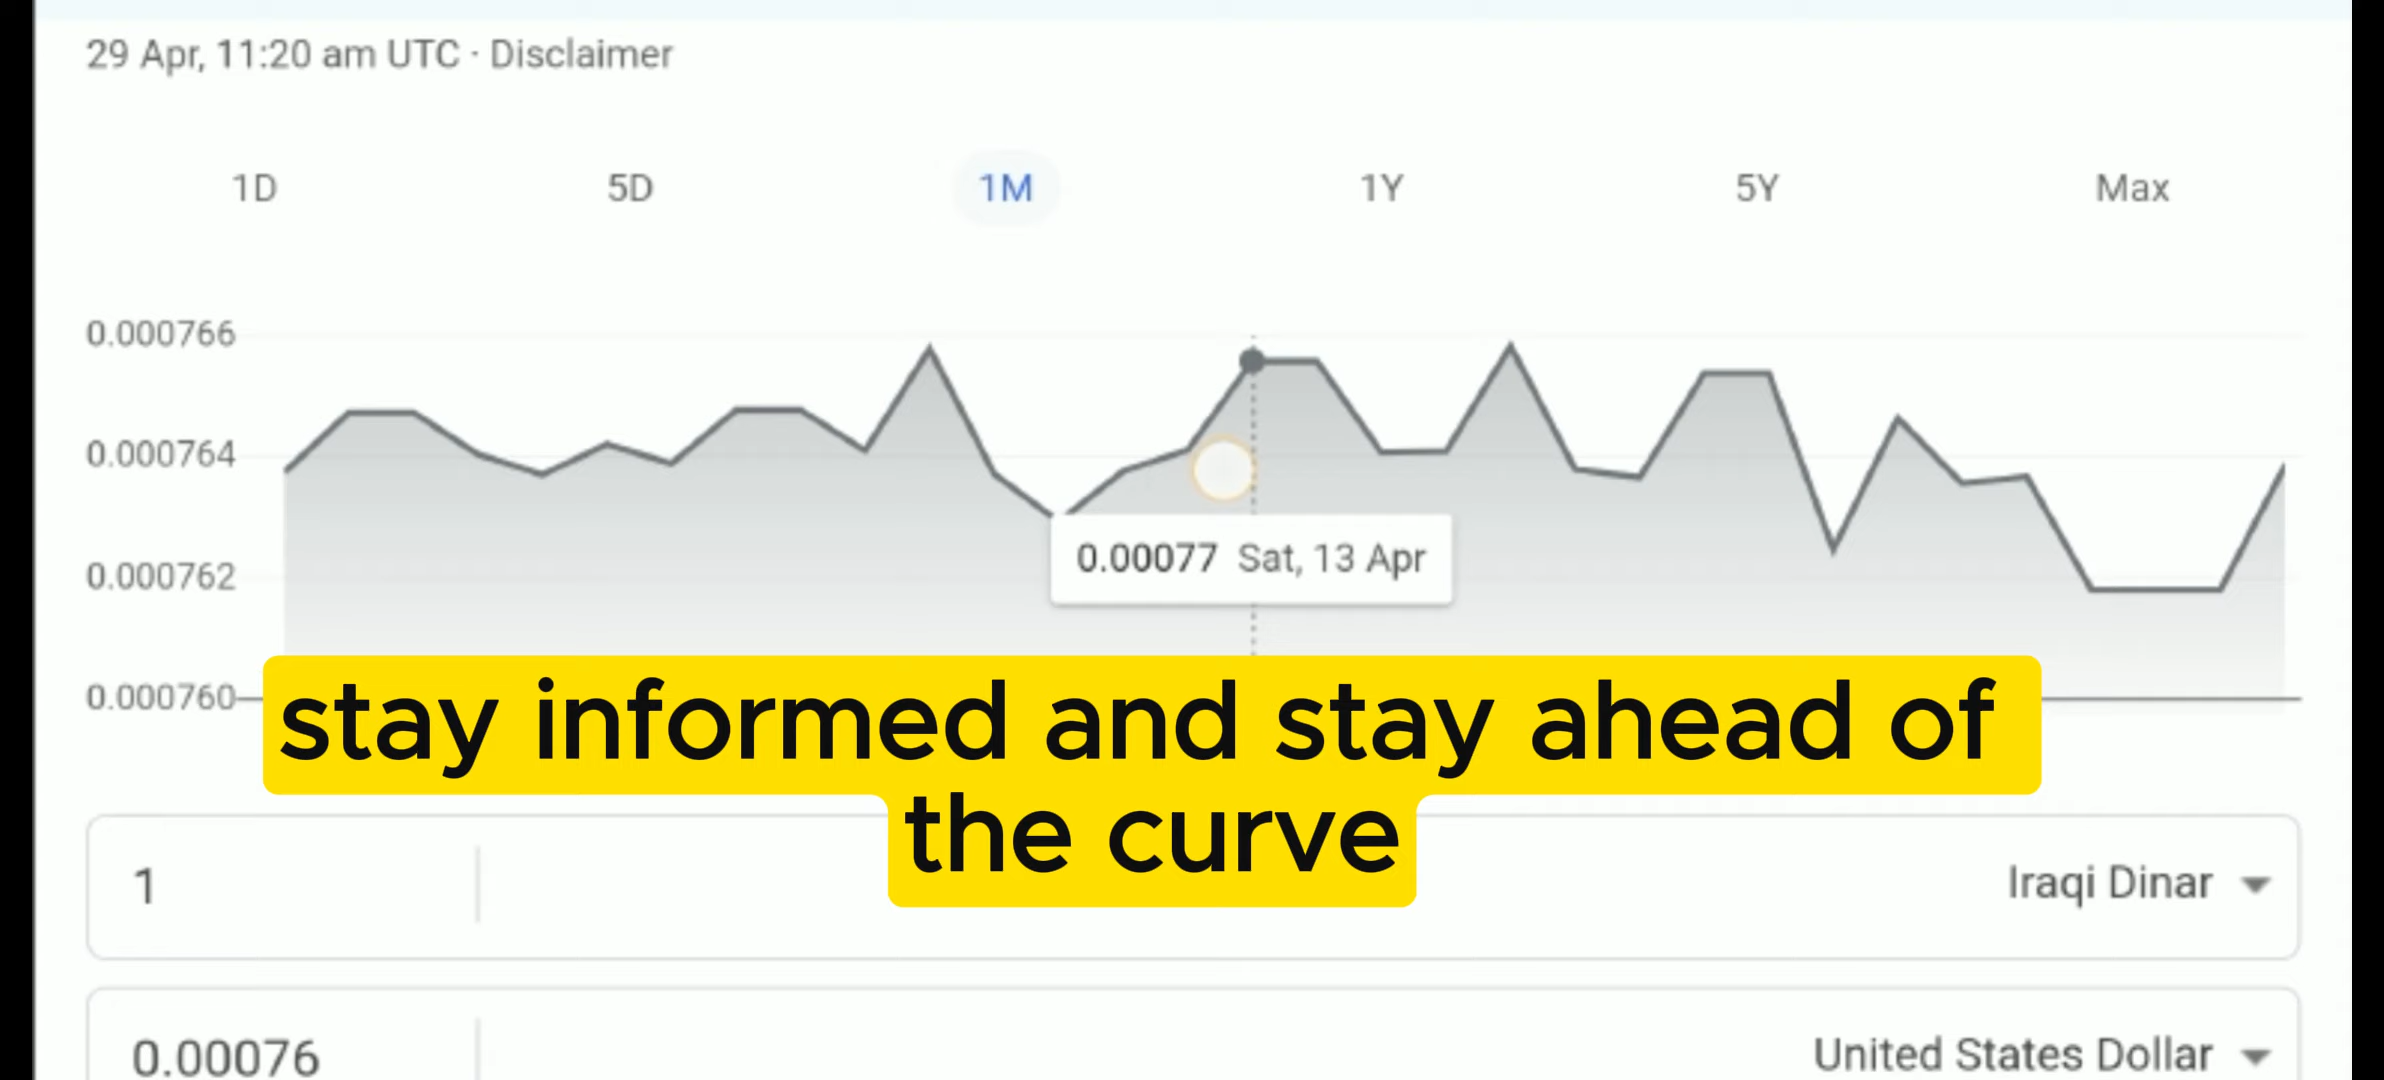 29 Apr, 11:20 am UTC · Disclaimer
1D 5D 1M 1Y 5Y Max
0.000766
0.000764
0.000762
0.00077 Sat, 13 Apr
0.000760
stay informed and stay ahead of
the curve
1 Iraqi Dinar
0.00076 United States Dollar